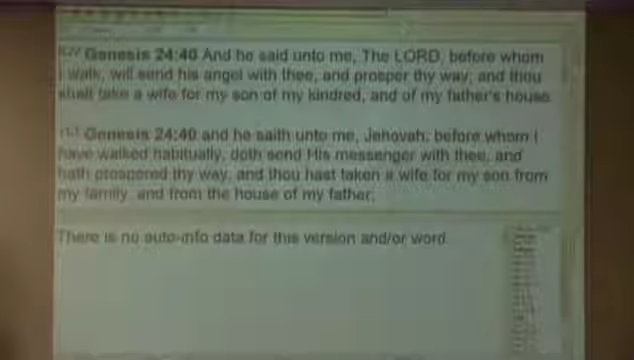 KJV Genesis 24:40 And he said unto me, The LORD, before whom
I walk, will send his angel with thee, and prosper thy way; and thou
shalt take a wife for my son of my kindred, and of my father's house
Genesis 24:40 and he saith unto me, Jehovah, before whom I
have walked habitually, doth send His messenger with thee, and
hath prospered thy way, and thou hast taken a wife for my son from
my family, and from the house of my father;
There is no auto-info data for this version and/or word.